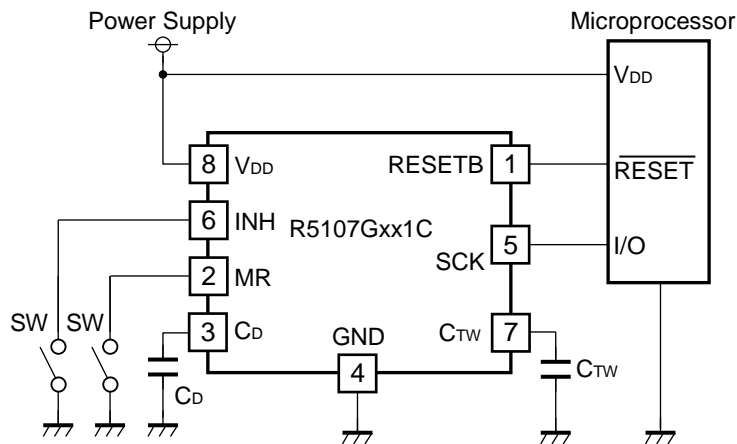 Power Supply
Microprocessor
VDD
8
VDD
RESETB
1
RESET
6
INH
R5107Gxx1C
5
SCK
I/O
2
MR
SW
SW
3
CD
GND
CTW
7
4
CD
CTW